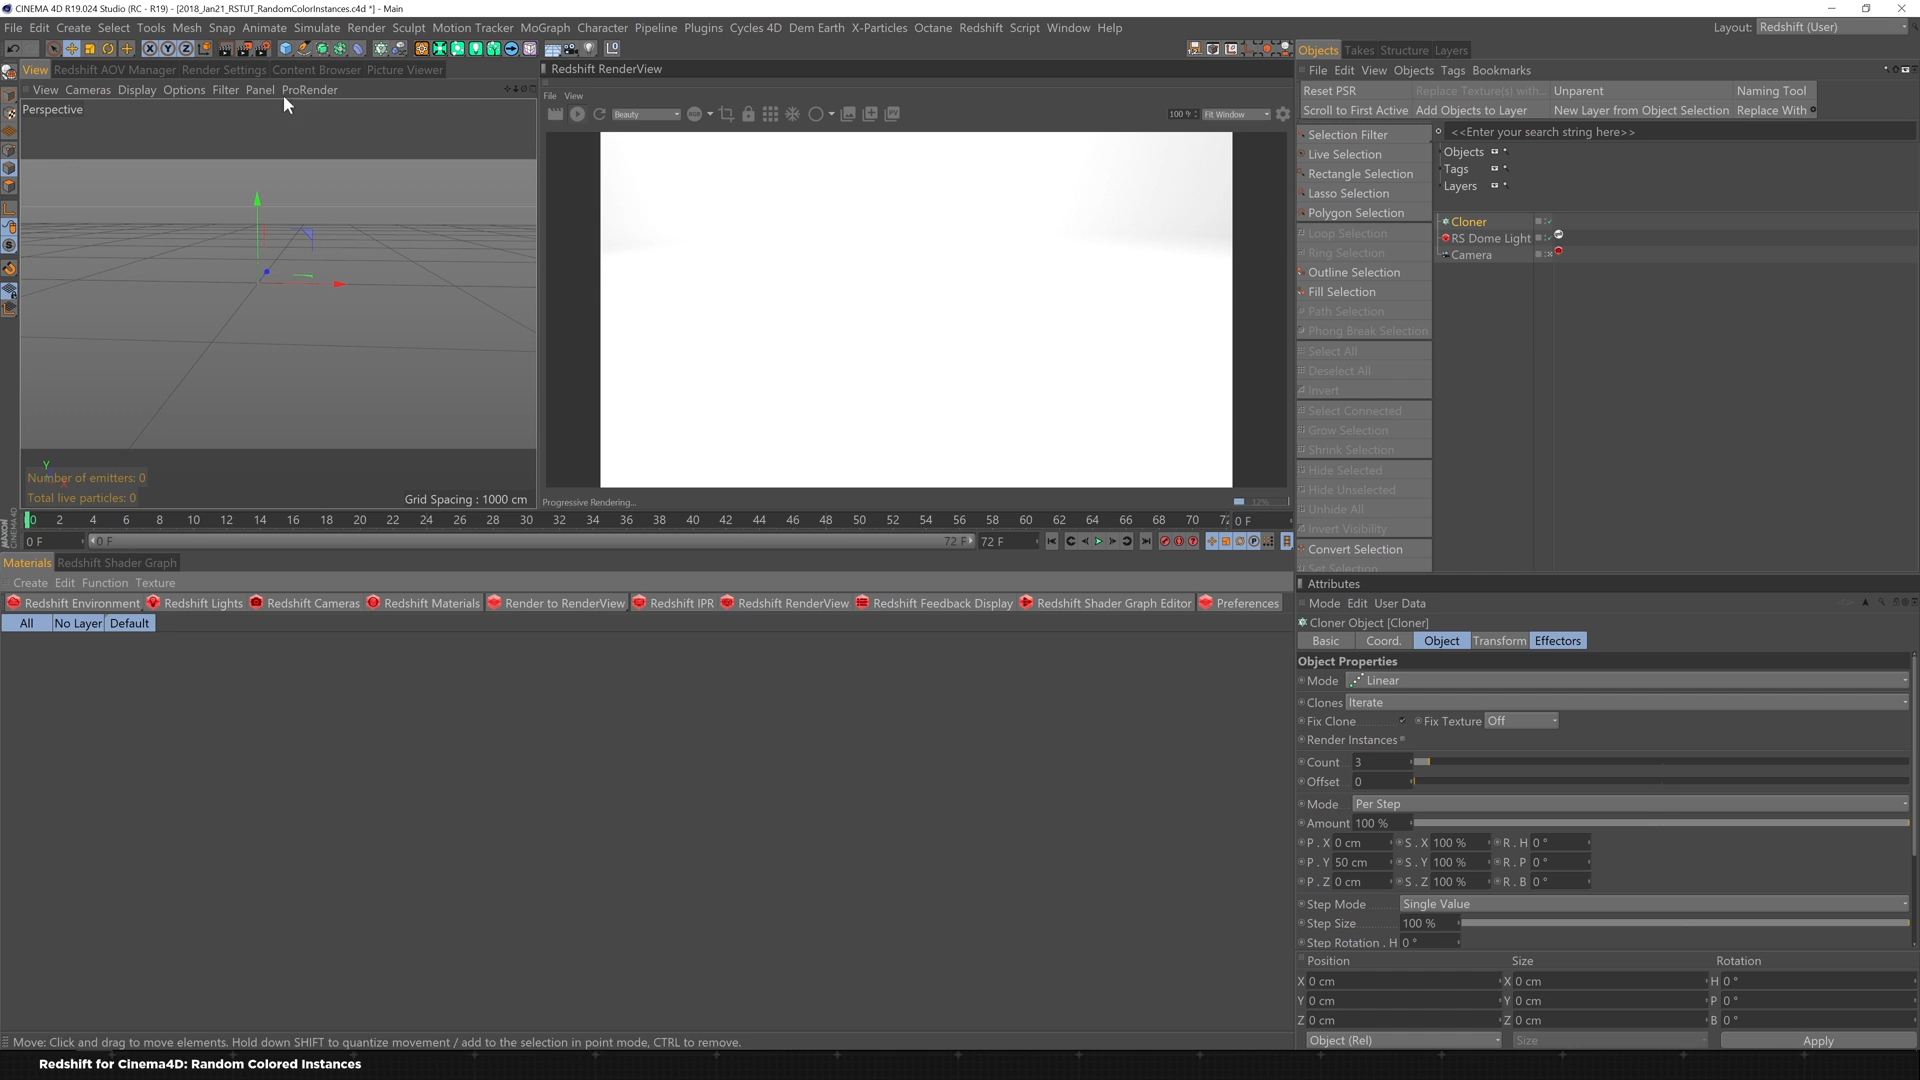 CINEMA 4D R19.024 Studio (RC - R19) - [2018_Jan21_RSTUT_RandomColorInstances.c4d *] - Main
File Edit Create Select Tools Mesh Snap Animate Simulate Render Sculpt Motion Tracker MoGraph Character Pipeline Plugins Cycles 4D Dem Earth X-Particles Octane Redshift Script Window Help
Layout: Redshift (User)
View Redshift AOV Manager Render Settings Content Browser Picture Viewer
View Cameras Display Options Filter Panel ProRender
Perspective
Y
Number of emitters: 0
Total live particles: 0
Grid Spacing : 1000 cm
Redshift RenderView
File View
Beauty
100 %
Fit Window
Progressive Rendering...
12%
0 2 4 6 8 10 12 14 16 18 20 22 24 26 28 30 32 34 36 38 40 42 44 46 48 50 52 54 56 58 60 62 64 66 68 70 72 0 F
0 F
0 F
72 F
72 F
MAXON
CINEMA 4D
Materials Redshift Shader Graph
Create Edit Function Texture
Redshift Environment Redshift Lights Redshift Cameras Redshift Materials Render to RenderView Redshift IPR Redshift RenderView Redshift Feedback Display Redshift Shader Graph Editor Preferences
All No Layer Default
Objects Takes Structure Layers
File Edit View Objects Tags Bookmarks
Reset PSR Replace Texture(s) with... Unparent Naming Tool
Scroll to First Active Add Objects to Layer New Layer from Object Selection Replace With
Selection Filter
Live Selection
Rectangle Selection
Lasso Selection
Polygon Selection
Loop Selection
Ring Selection
Outline Selection
Fill Selection
Path Selection
Phong Break Selection
Select All
Deselect All
Invert
Select Connected
Grow Selection
Shrink Selection
Hide Selected
Hide Unselected
Unhide All
Invert Visibility
Convert Selection
Set Selection
<<Enter your search string here>>
Objects
Tags
Layers
Cloner
RS Dome Light
Camera
Attributes
Mode Edit User Data
Cloner Object [Cloner]
Basic Coord. Object Transform Effectors
Object Properties
Mode Linear
Clones Iterate
Fix Clone Fix Texture Off
Render Instances
Count 3
Offset 0
Mode Per Step
Amount 100 %
P . X 0 cm S . X 100 % R . H 0 °
P . Y 50 cm S . Y 100 % R . P 0 °
P . Z 0 cm S . Z 100 % R . B 0 °
Step Mode Single Value
Step Size 100 %
Step Rotation . H 0 °
Position Size Rotation
X 0 cm X 0 cm H 0 °
Y 0 cm Y 0 cm P 0 °
Z 0 cm Z 0 cm B 0 °
Object (Rel) Size Apply
Move: Click and drag to move elements. Hold down SHIFT to quantize movement / add to the selection in point mode, CTRL to remove.
Redshift for Cinema4D: Random Colored Instances